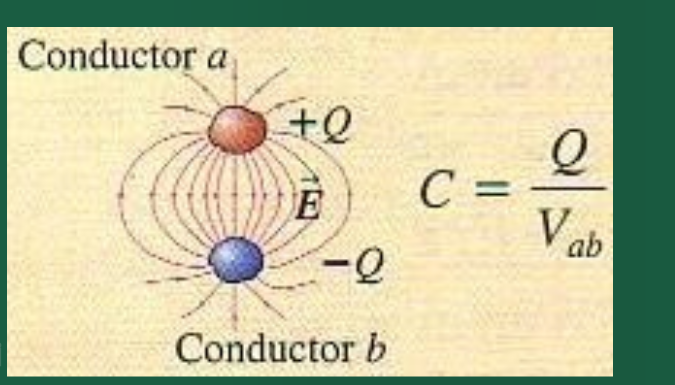 Conductor a
+Q
E⃗
−Q
Conductor b
C = Q / V_ab